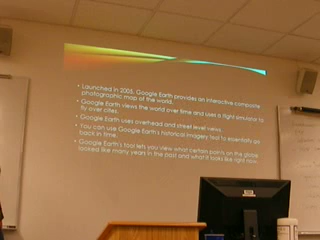 • Launched in 2005, Google Earth provides an interactive composite
photographic map of the world.
• Google Earth views the world over time and uses a flight simulator to
fly over cities.
• Google Earth uses overhead and street level views.
• You can use Google Earth's historical imagery tool to essentially go
back in time.
• Google Earth's tool lets you view what certain points on the globe
looked like many years in the past and what it looks like right now.